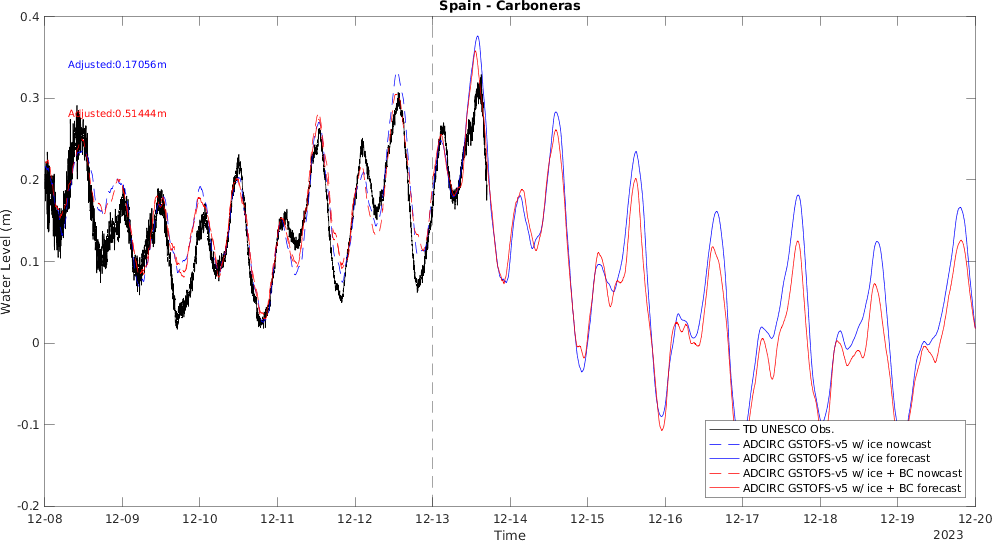 Spain - Carboneras
0.4
0.3
0.2
0.1
0
-0.1
-0.2
Water Level (m)
Adjusted:0.17056m
Adjusted:0.51444m
TD UNESCO Obs.
ADCIRC GSTOFS-v5 w/ ice nowcast
ADCIRC GSTOFS-v5 w/ ice forecast
ADCIRC GSTOFS-v5 w/ ice + BC nowcast
ADCIRC GSTOFS-v5 w/ ice + BC forecast
12-08 12-09 12-10 12-11 12-12 12-13 12-14 12-15 12-16 12-17 12-18 12-19 12-20
Time
2023